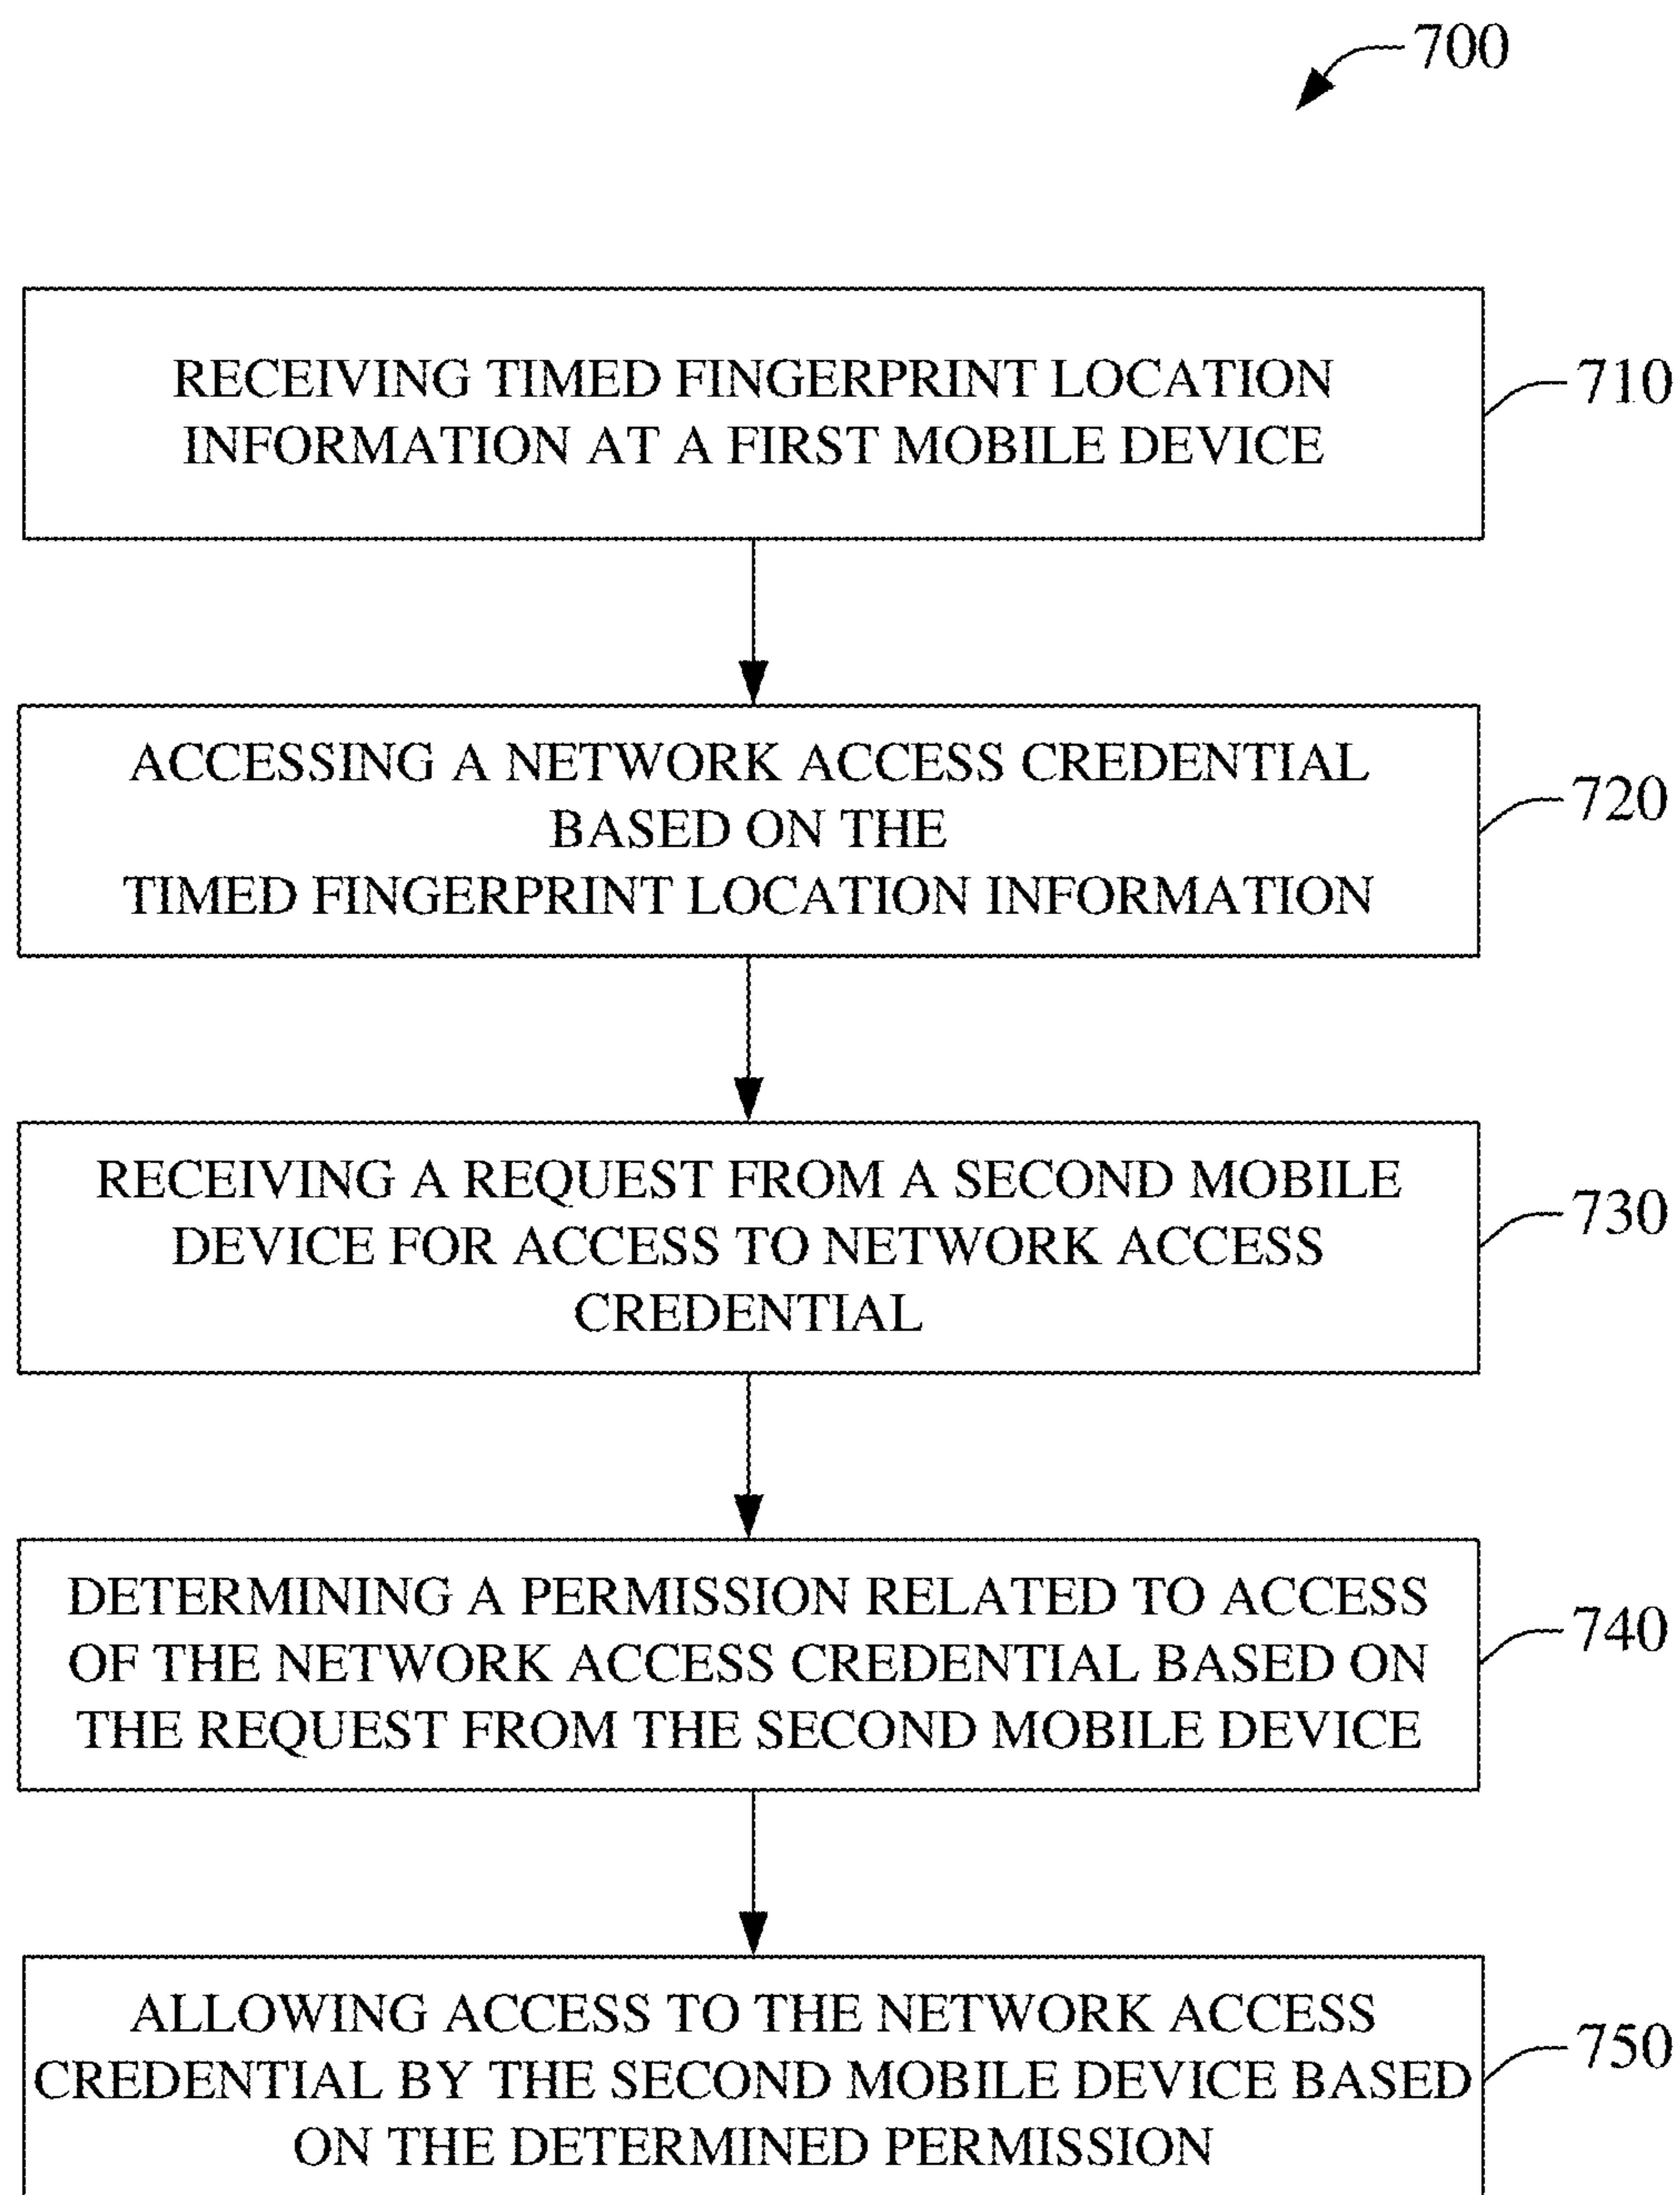 700
RECEIVING TIMED FINGERPRINT LOCATION
INFORMATION AT A FIRST MOBILE DEVICE
710
ACCESSING A NETWORK ACCESS CREDENTIAL
BASED ON THE
TIMED FINGERPRINT LOCATION INFORMATION
720
RECEIVING A REQUEST FROM A SECOND MOBILE
DEVICE FOR ACCESS TO NETWORK ACCESS
CREDENTIAL
730
DETERMINING A PERMISSION RELATED TO ACCESS
OF THE NETWORK ACCESS CREDENTIAL BASED ON
THE REQUEST FROM THE SECOND MOBILE DEVICE
740
ALLOWING ACCESS TO THE NETWORK ACCESS
CREDENTIAL BY THE SECOND MOBILE DEVICE BASED
ON THE DETERMINED PERMISSION
750